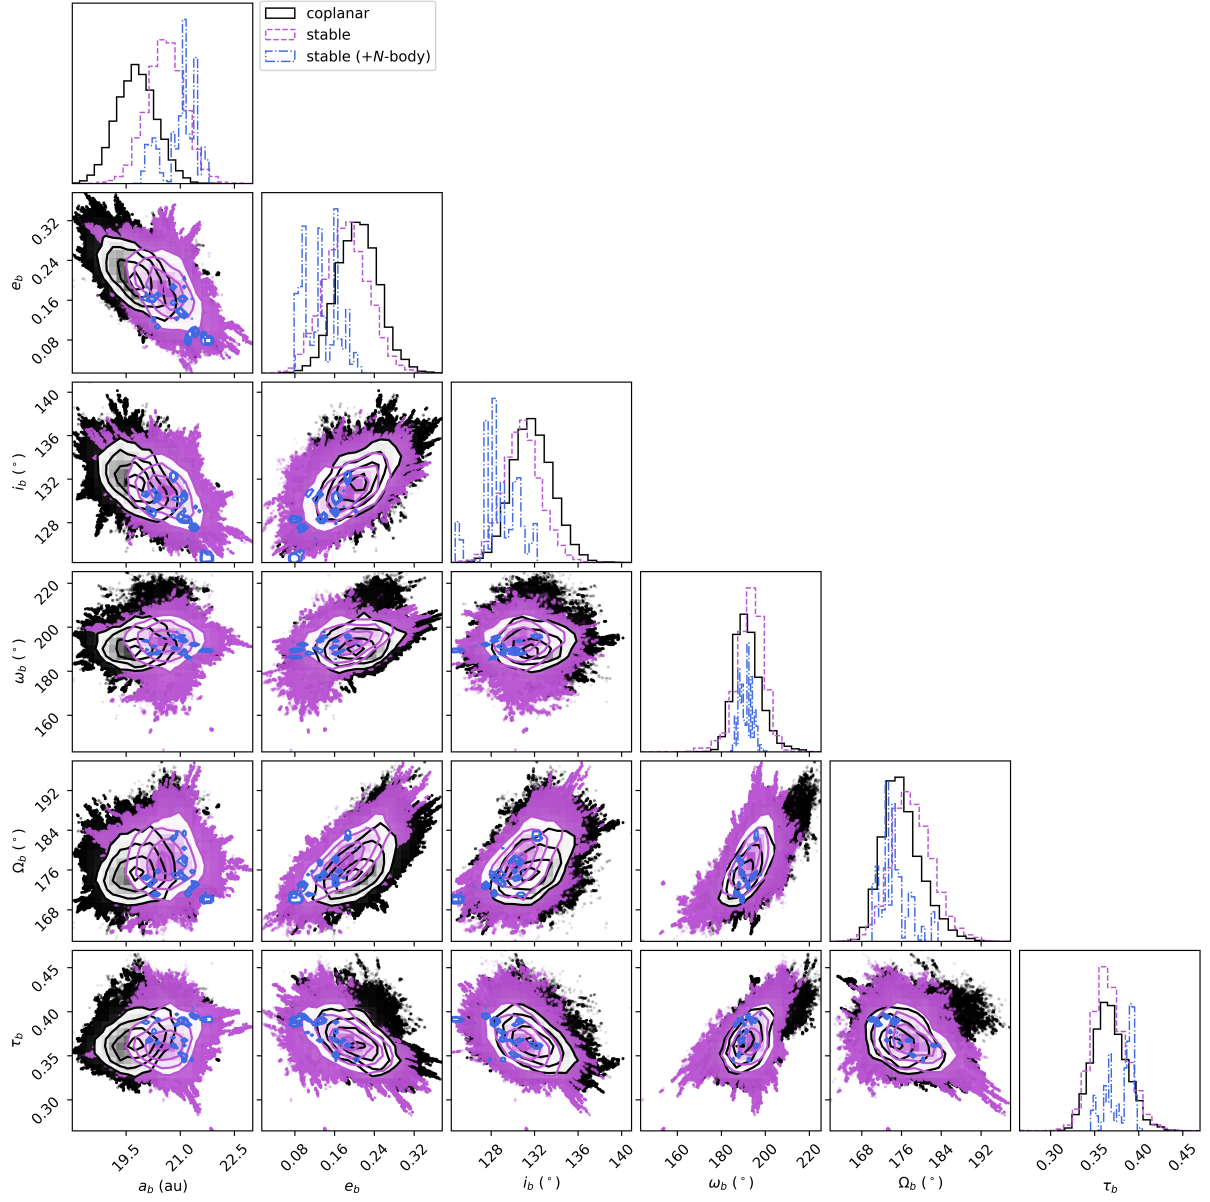 coplanar
stable
stable (+N-body)
e_b
0.32
0.24
0.16
0.08
i_b (°)
140
136
132
128
ω_b (°)
220
200
180
160
Ω_b (°)
192
184
176
168
τ_b
0.45
0.40
0.35
0.30
19.5 21.0 22.5
0.08 0.16 0.24 0.32
128 132 136 140
160 180 200 220
168 176 184 192
0.30 0.35 0.40 0.45
a_b (au) e_b i_b (°) ω_b (°) Ω_b (°) τ_b